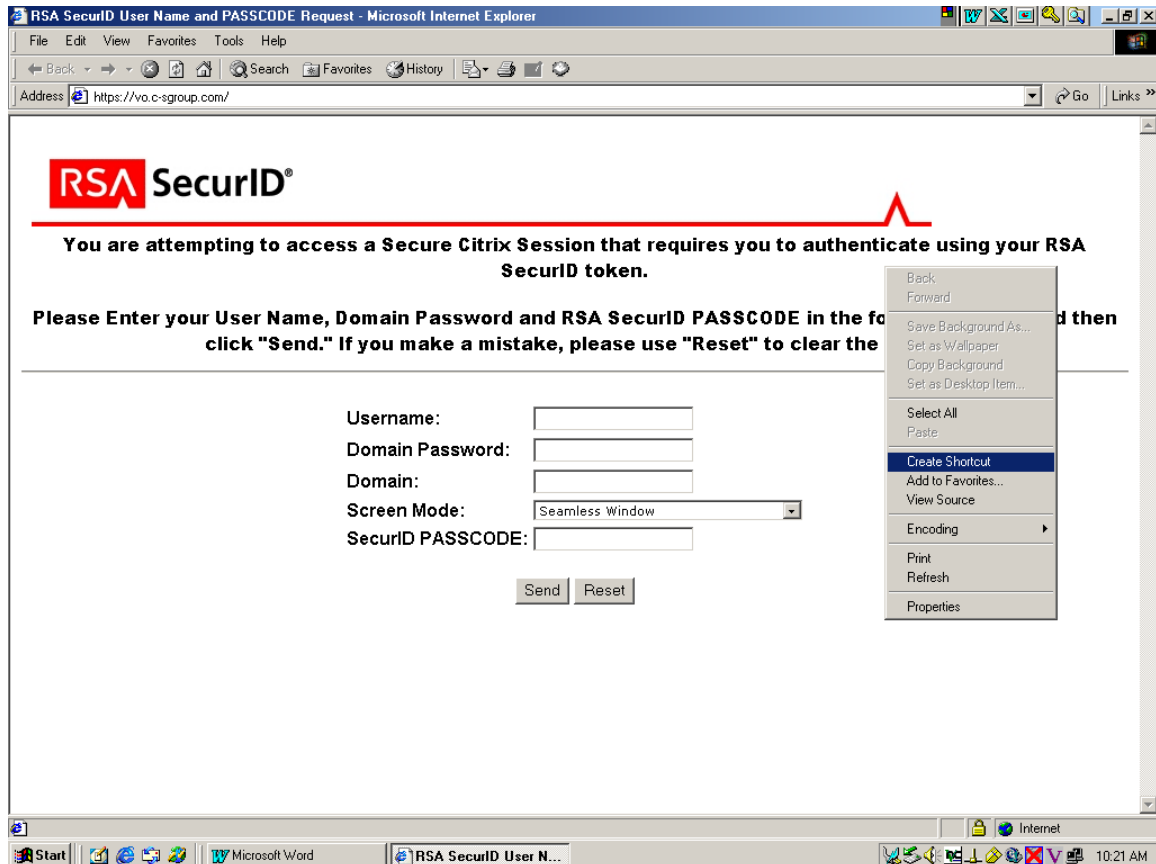 RSA SecurID User Name and PASSCODE Request - Microsoft Internet Explorer
File Edit View Favorites Tools Help
Back Search Favorites History
Address https://vo.c-sgroup.com/ Go Links »
RSA SecurID®
You are attempting to access a Secure Citrix Session that requires you to authenticate using your RSA
SecurID token.
Please Enter your User Name, Domain Password and RSA SecurID PASSCODE in the fo d then
click "Send." If you make a mistake, please use "Reset" to clear the
Back
Forward
Save Background As...
Set as Wallpaper
Copy Background
Set as Desktop Item...
Select All
Paste
Create Shortcut
Add to Favorites...
View Source
Encoding
Print
Refresh
Properties
Username:
Domain Password:
Domain:
Screen Mode: Seamless Window
SecurID PASSCODE:
Send Reset
Internet
Start Microsoft Word RSA SecurID User N... 10:21 AM